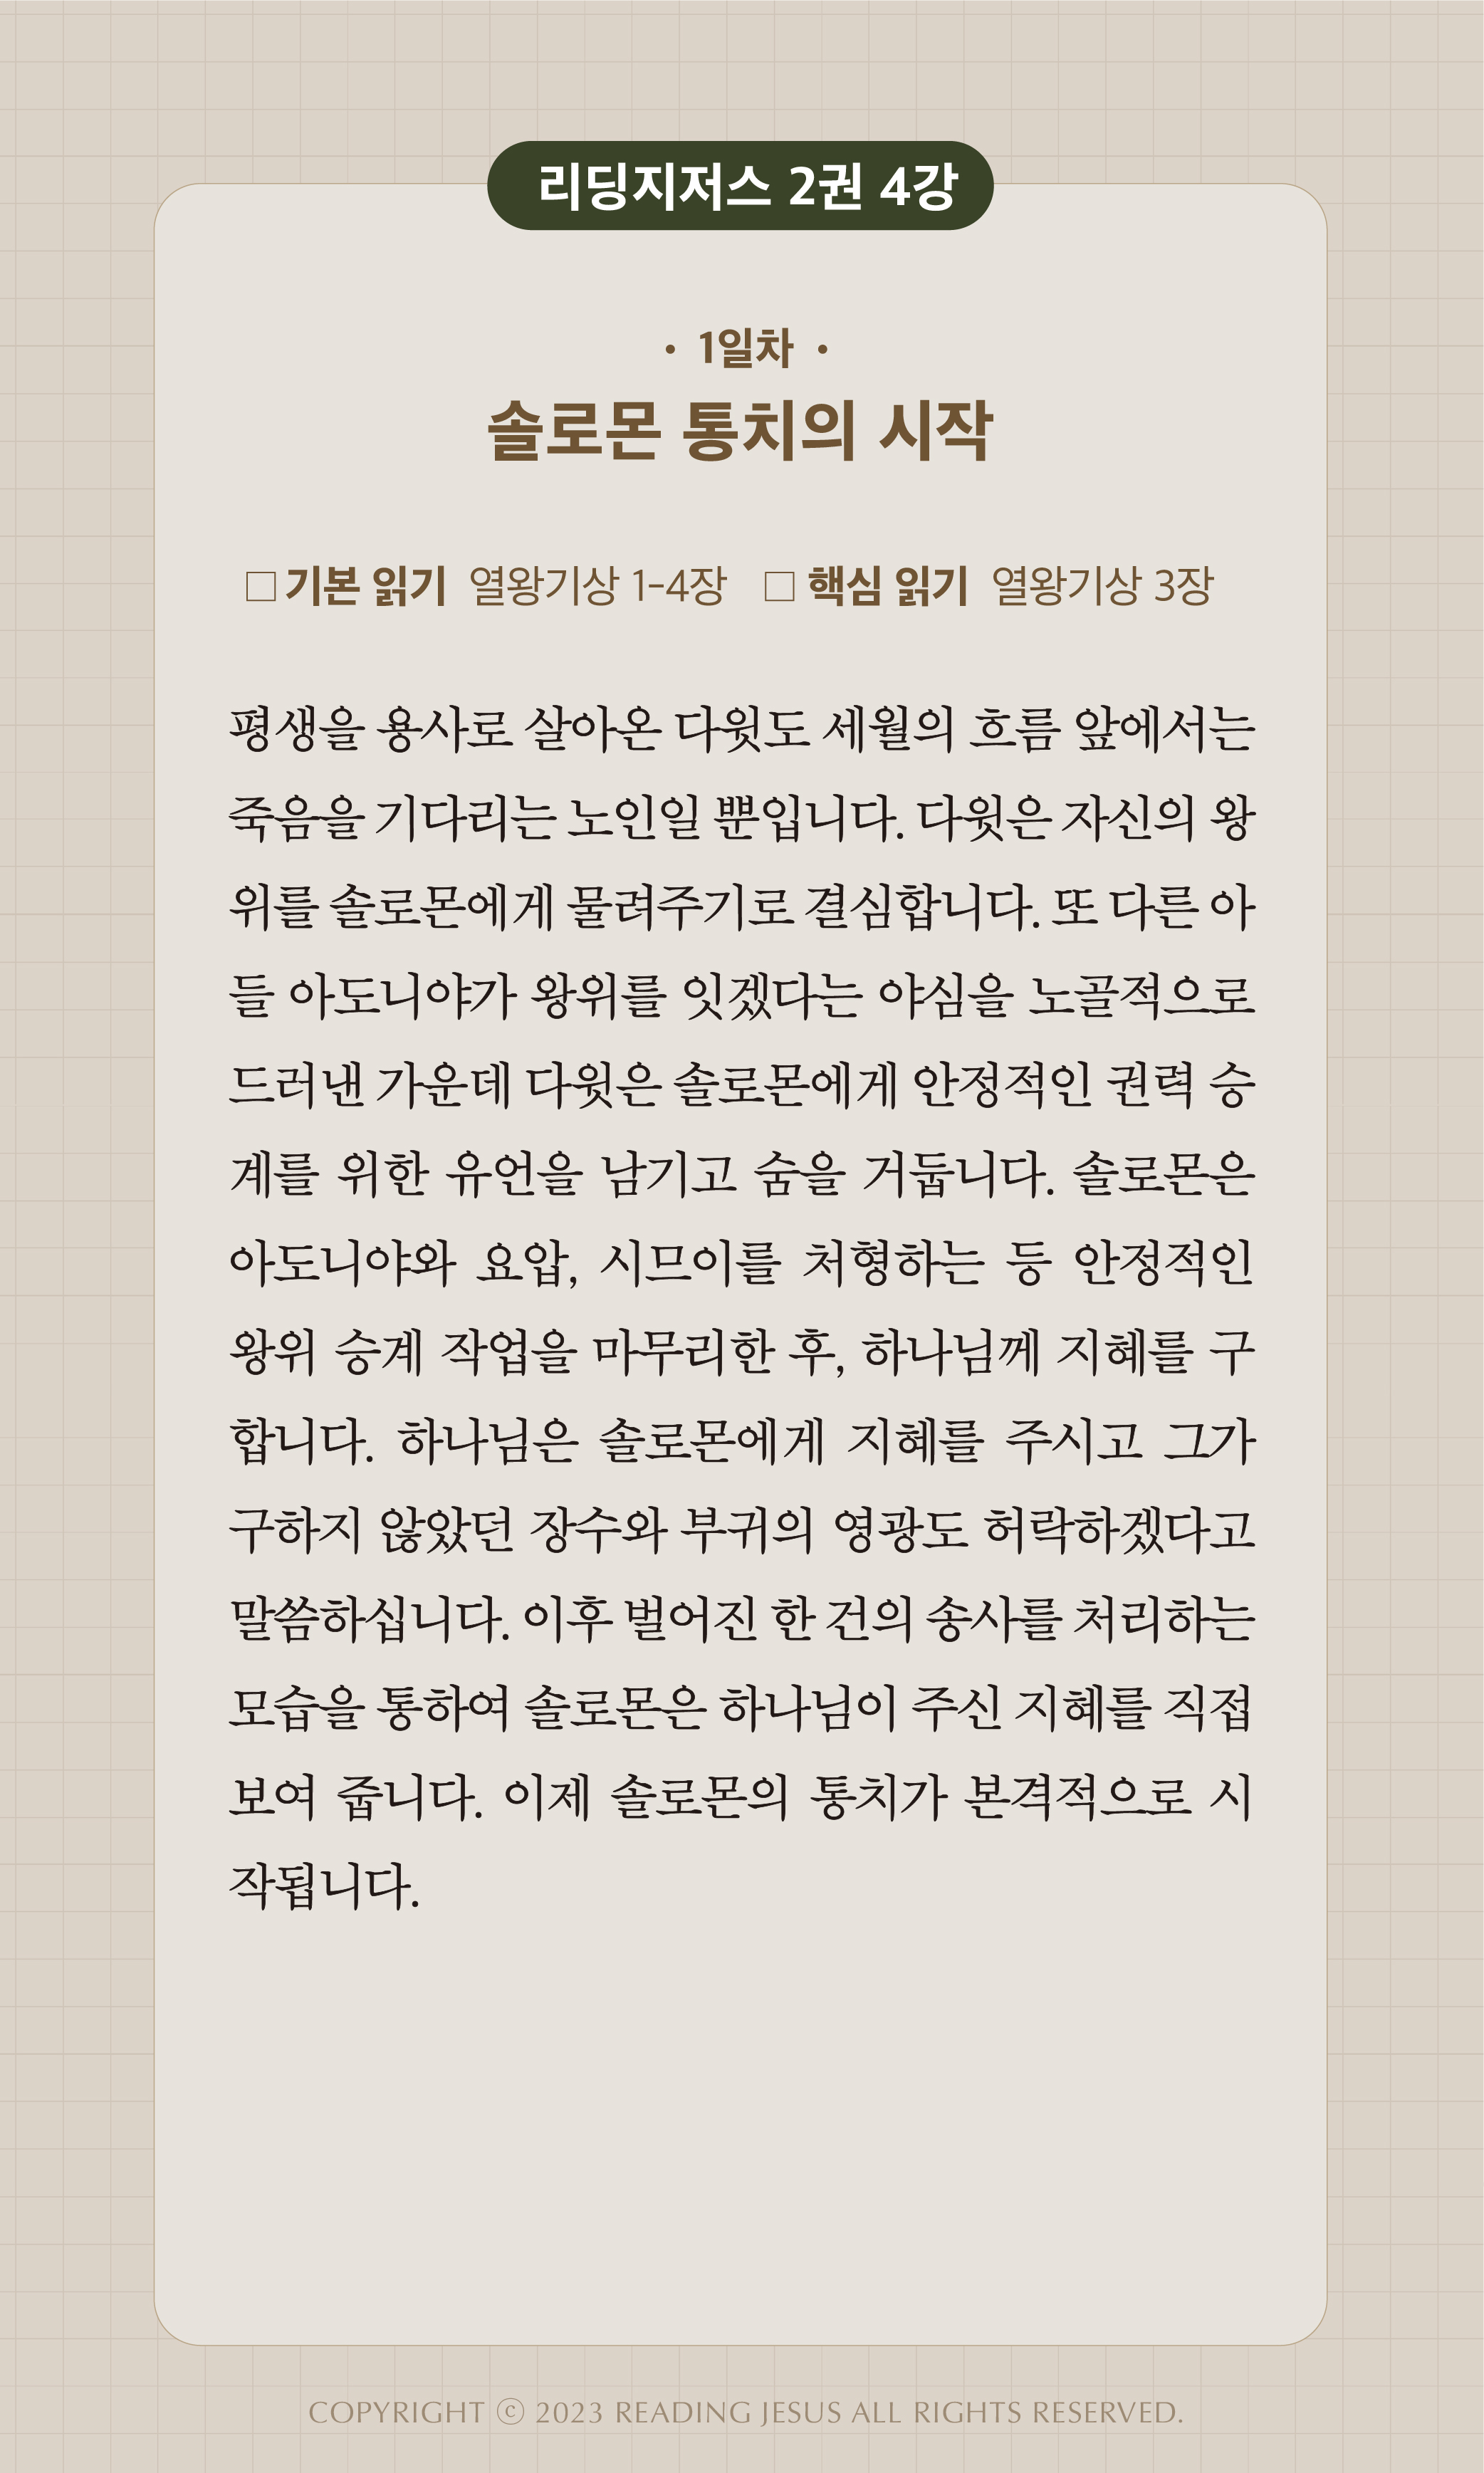 리딩지저스 2권 4강
· 1일차 ·
솔로몬 통치의 시작
□ 기본 읽기 열왕기상 1-4장 □ 핵심 읽기 열왕기상 3장
평생을 용사로 살아온 다윗도 세월의 흐름 앞에서는
죽음을 기다리는 노인일 뿐입니다. 다윗은 자신의 왕
위를 솔로몬에게 물려주기로 결심합니다. 또 다른 아
들 아도니야가 왕위를 잇겠다는 야심을 노골적으로
드러낸 가운데 다윗은 솔로몬에게 안정적인 권력 승
계를 위한 유언을 남기고 숨을 거둡니다. 솔로몬은
아도니야와 요압, 시므이를 처형하는 등 안정적인
왕위 승계 작업을 마무리한 후, 하나님께 지혜를 구
합니다. 하나님은 솔로몬에게 지혜를 주시고 그가
구하지 않았던 장수와 부귀의 영광도 허락하겠다고
말씀하십니다. 이후 벌어진 한 건의 송사를 처리하는
모습을 통하여 솔로몬은 하나님이 주신 지혜를 직접
보여 줍니다. 이제 솔로몬의 통치가 본격적으로 시
작됩니다.
COPYRIGHT ⓒ 2023 READING JESUS ALL RIGHTS RESERVED.